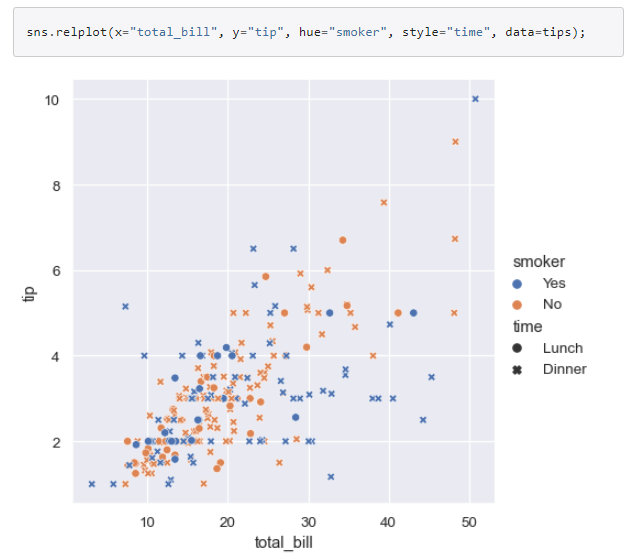 sns.relplot(x="total_bill", y="tip", hue="smoker", style="time", data=tips);
10
8
6
4
2
tip
10
20
30
40
50
total_bill
smoker
Yes
No
time
Lunch
Dinner